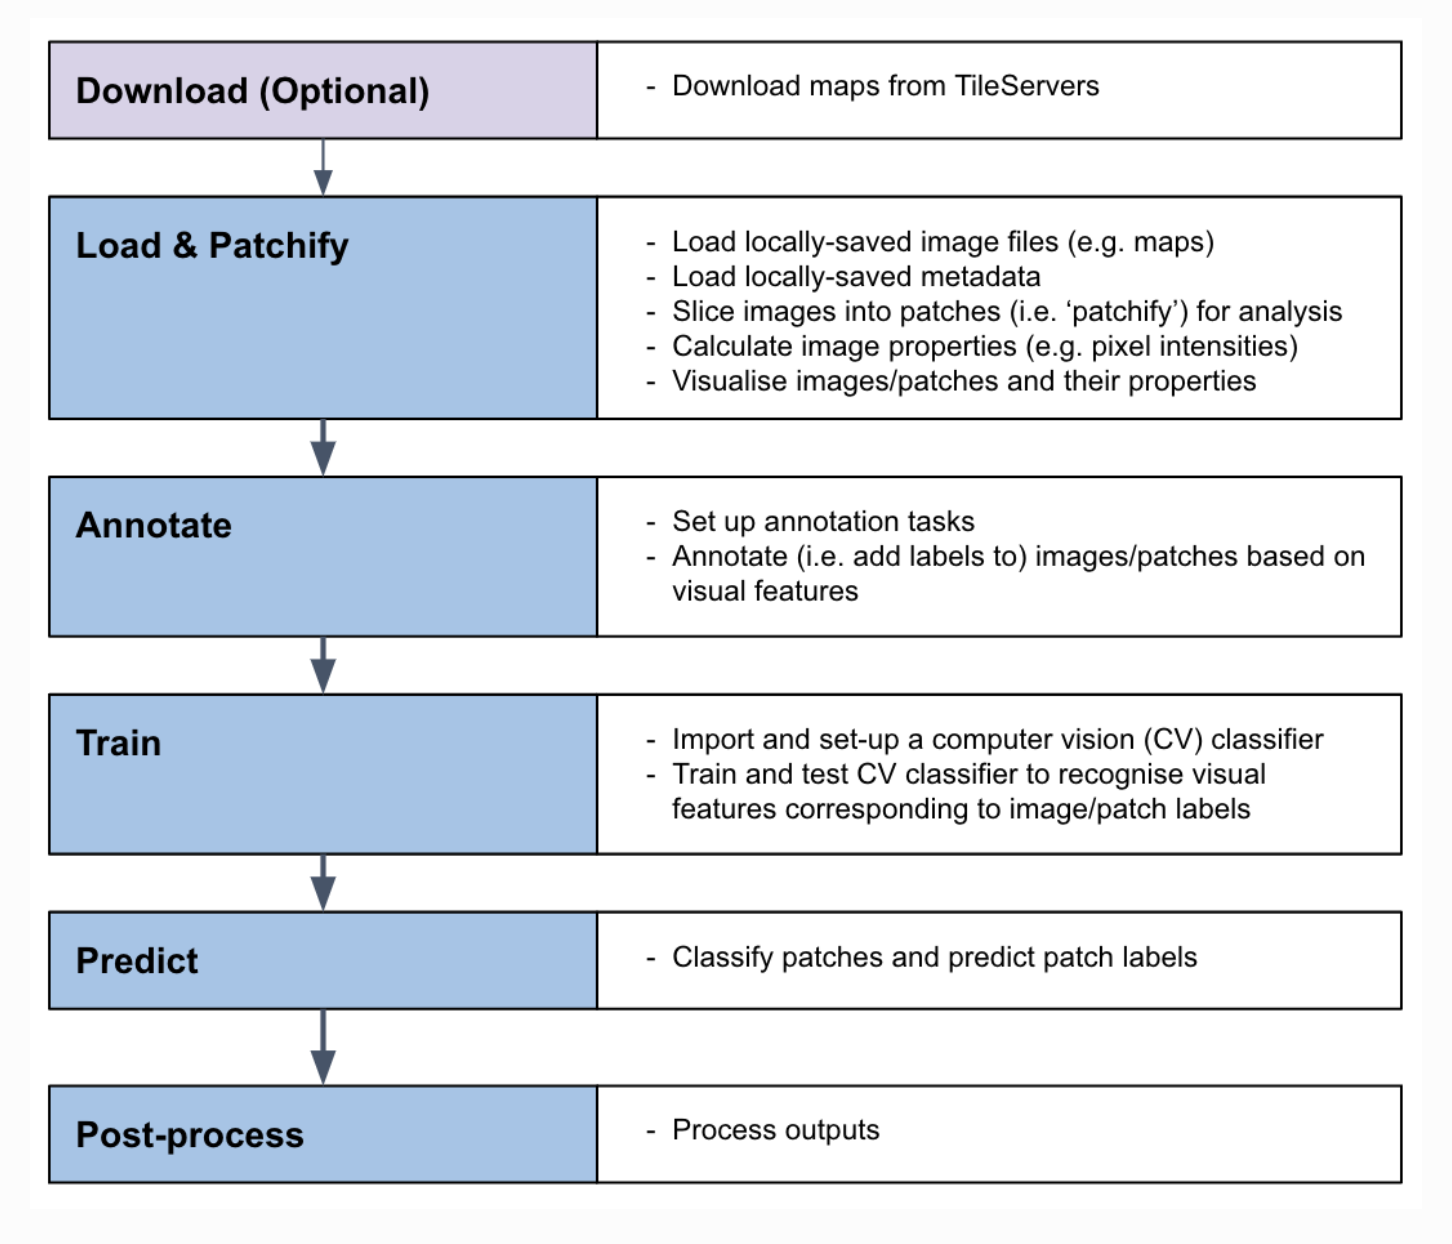 Download (Optional)
- Download maps from TileServers
Load & Patchify
- Load locally-saved image files (e.g. maps)
- Load locally-saved metadata
- Slice images into patches (i.e. ‘patchify’) for analysis
- Calculate image properties (e.g. pixel intensities)
- Visualise images/patches and their properties
Annotate
- Set up annotation tasks
- Annotate (i.e. add labels to) images/patches based on
visual features
Train
- Import and set-up a computer vision (CV) classifier
- Train and test CV classifier to recognise visual
features corresponding to image/patch labels
Predict
- Classify patches and predict patch labels
Post-process
- Process outputs